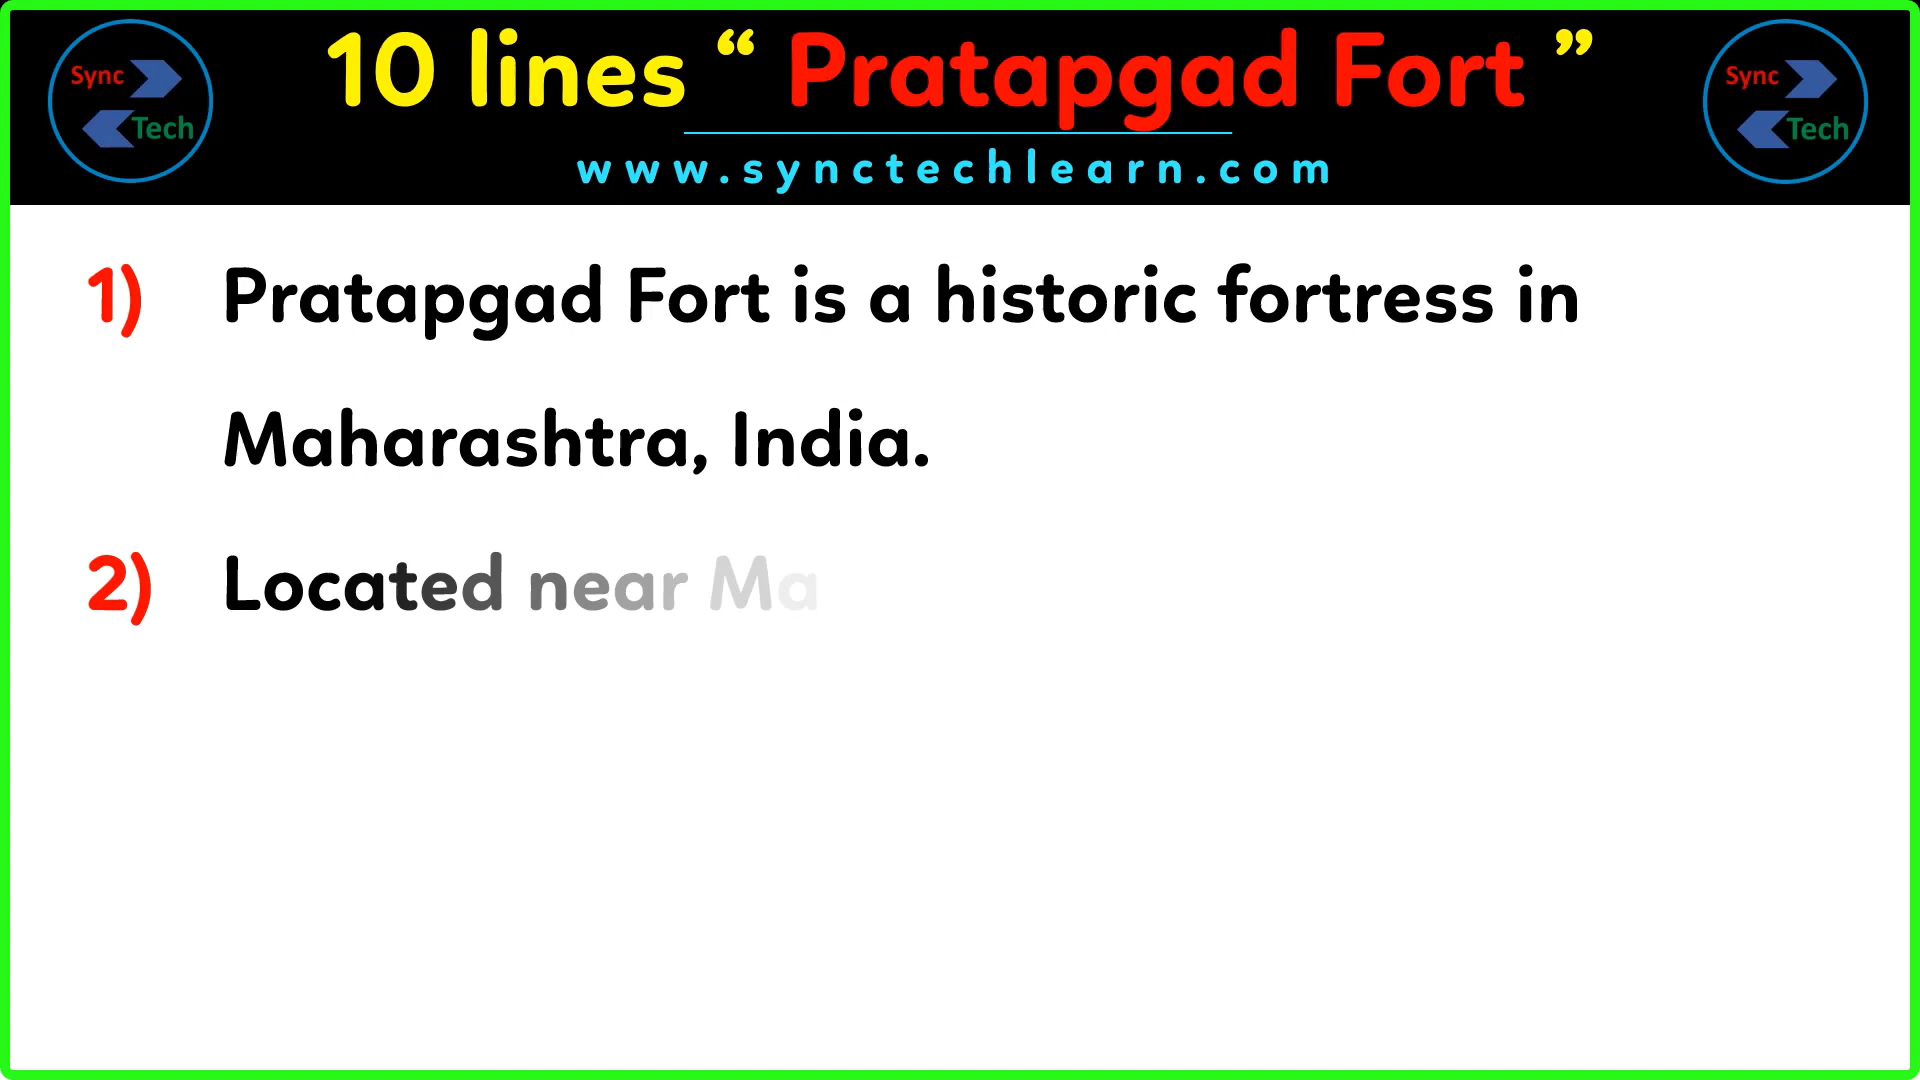 Sync
Tech
10 lines “ Pratapgad Fort ”
www.synctechlearn.com
Sync
Tech
1) Pratapgad Fort is a historic fortress in
Maharashtra, India.
2) Located near Ma